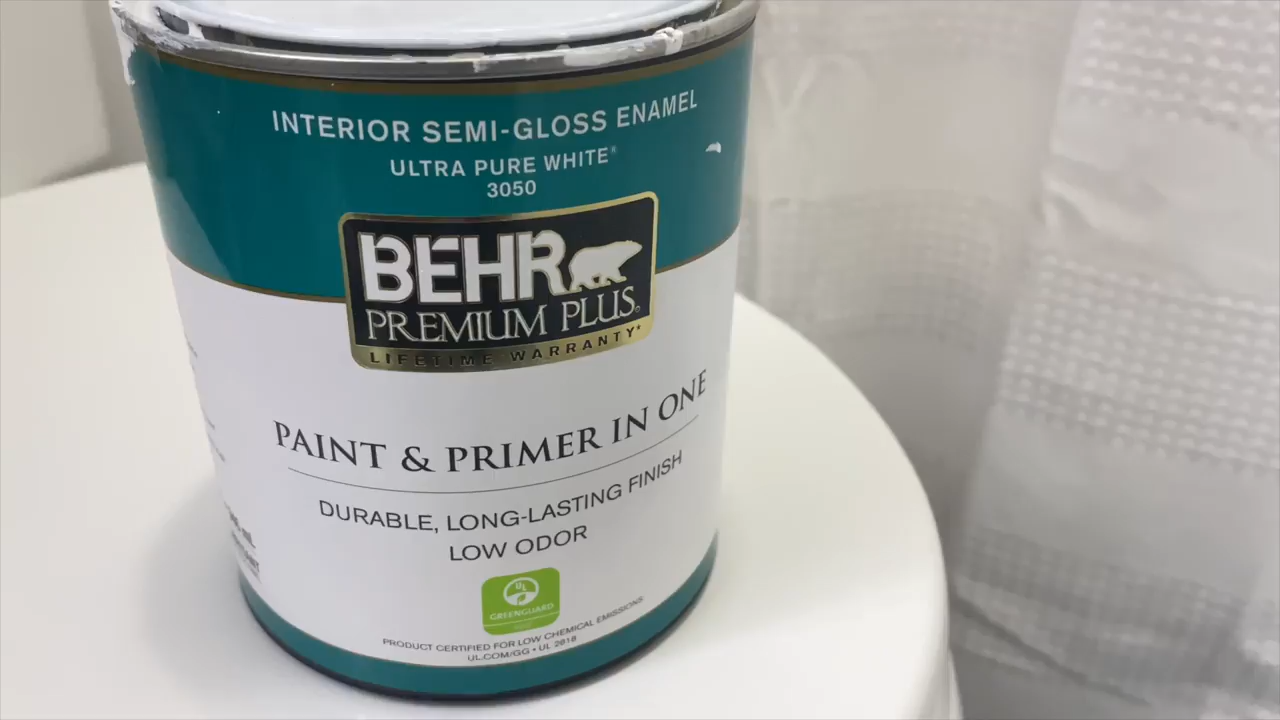 INTERIOR SEMI-GLOSS ENAMEL
ULTRA PURE WHITE®
3050
BEHR
PREMIUM PLUS®
LIFETIME WARRANTY*
PAINT & PRIMER IN ONE
DURABLE, LONG-LASTING FINISH
LOW ODOR
UL
GREENGUARD
PRODUCT CERTIFIED FOR LOW CHEMICAL EMISSIONS
UL.COM/GG • UL 2818